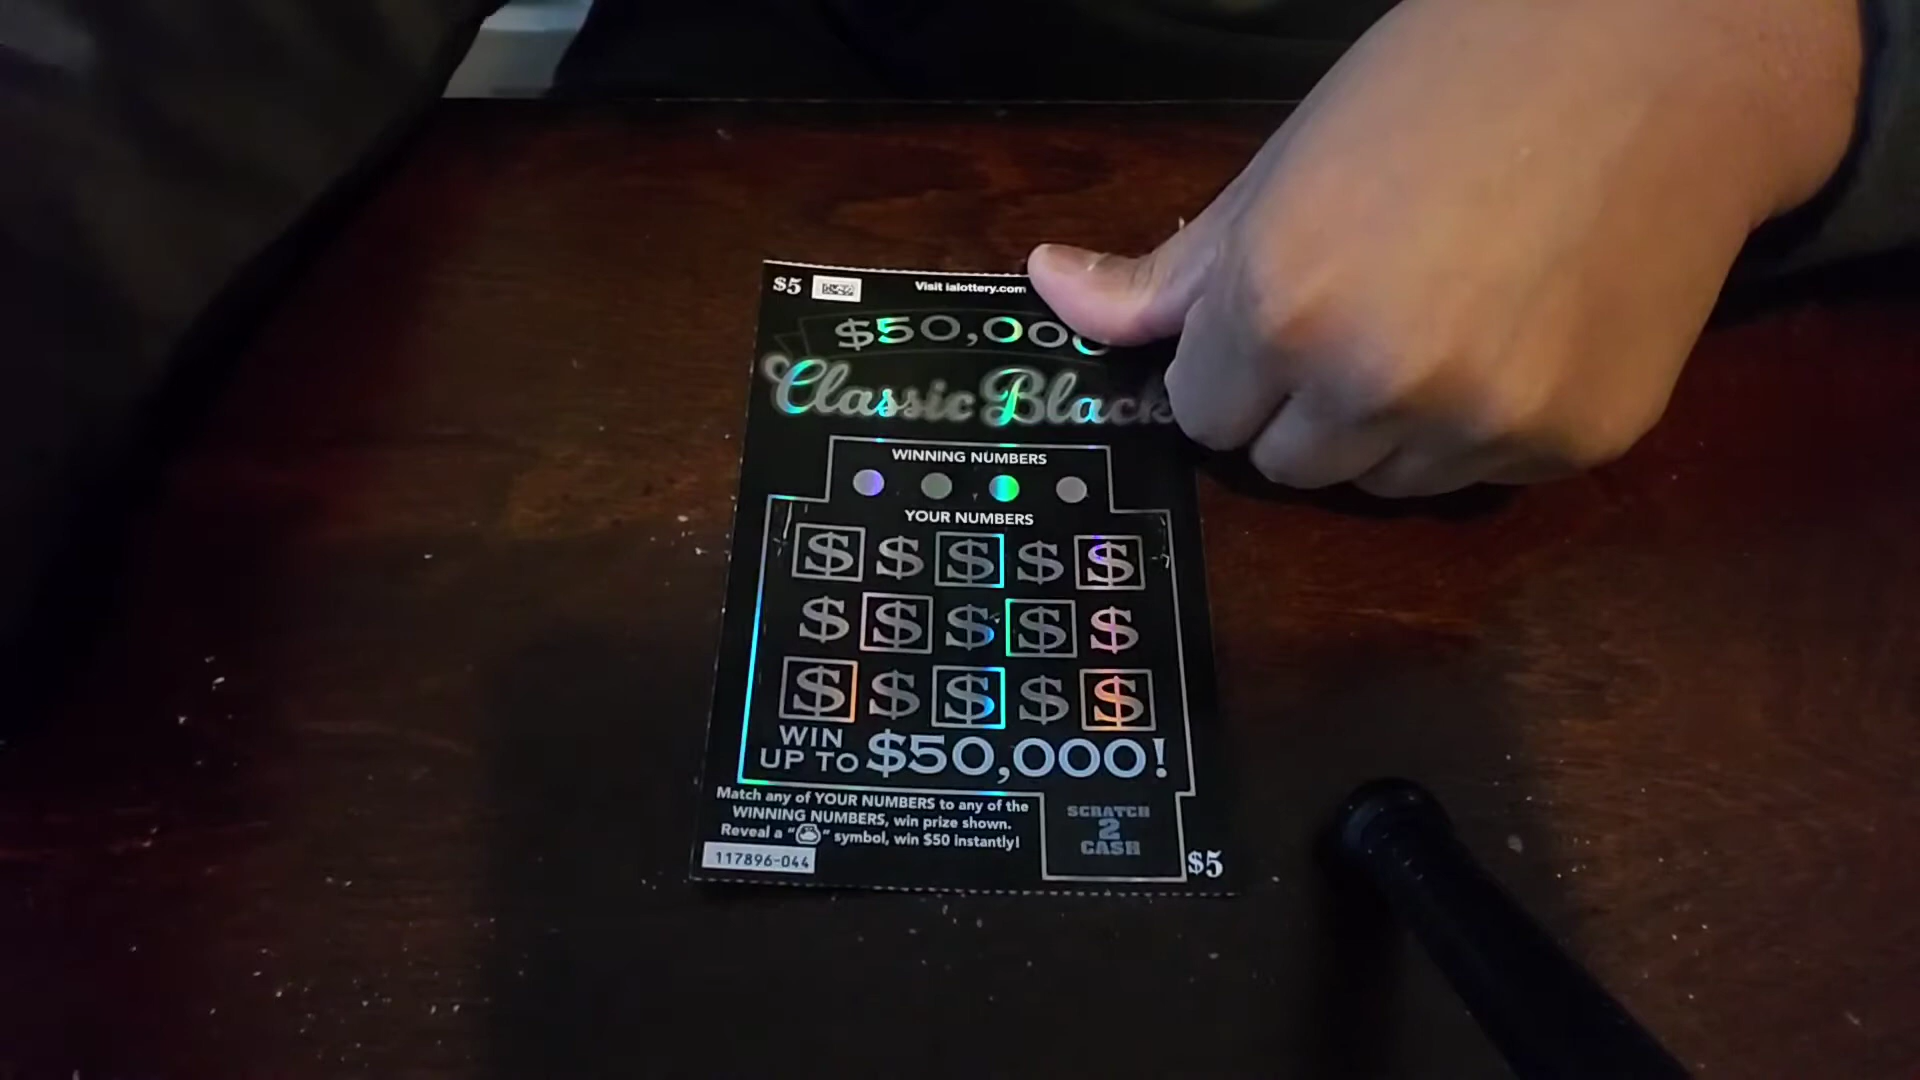 $5
Visit ialottery.com
$50,000
Classic Black
WINNING NUMBERS
YOUR NUMBERS
$ $ $ $ $
$ $ $ $ $
$ $ $ $ $
WIN
UP TO $50,000!
Match any of YOUR NUMBERS to any of the
WINNING NUMBERS, win prize shown.
Reveal a “ ” symbol, win $50 instantly!
117896-044
SCRATCH
2
CASH
$5